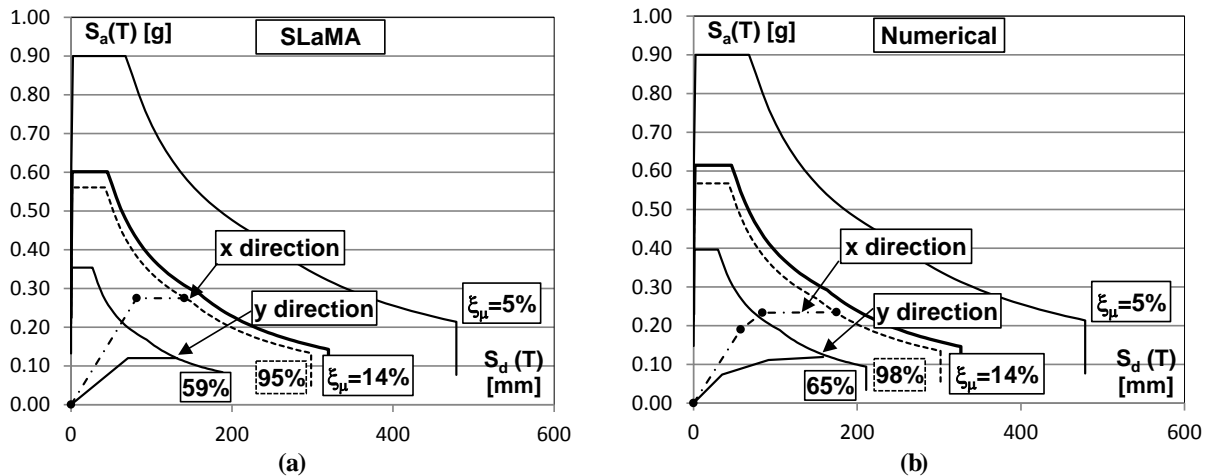 1.00
0.90
0.80
0.70
0.60
0.50
0.40
0.30
0.20
0.10
0.00
Sa(T) [g]
SLaMA
x direction
y direction
ξμ=5%
Sd (T)
[mm]
59%
95%
ξμ=14%
0
200
400
600
(a)
1.00
0.90
0.80
0.70
0.60
0.50
0.40
0.30
0.20
0.10
0.00
Sa(T) [g]
Numerical
x direction
y direction
ξμ=5%
Sd (T)
[mm]
65%
98%
ξμ=14%
0
200
400
600
(b)